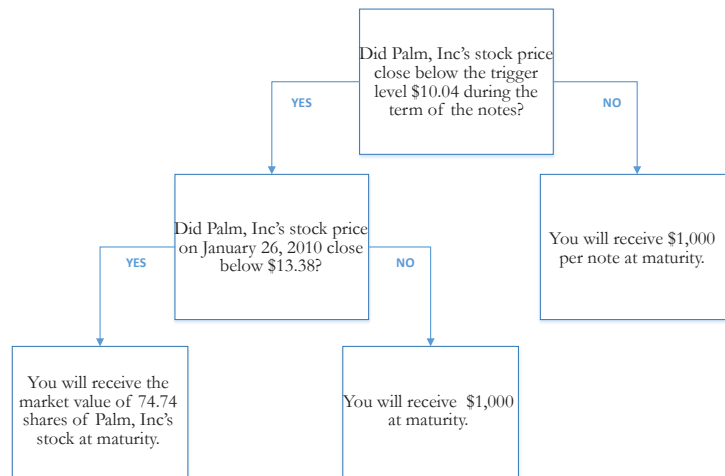 Did Palm, Inc's stock price
close below the trigger
level $10.04 during the
term of the notes?
YES
NO
Did Palm, Inc's stock price
on January 26, 2010 close
below $13.38?
You will receive $1,000
per note at maturity.
YES
NO
You will receive the
market value of 74.74
shares of Palm, Inc's
stock at maturity.
You will receive $1,000
at maturity.